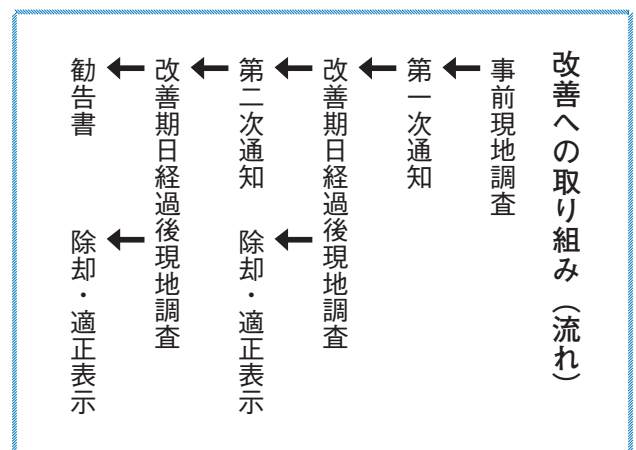 改善への取り組み（流れ）
事前現地調査
第一次通知
改善期日経過後現地調査
第二次通知
除却・適正表示
改善期日経過後現地調査
勧告書
除却・適正表示